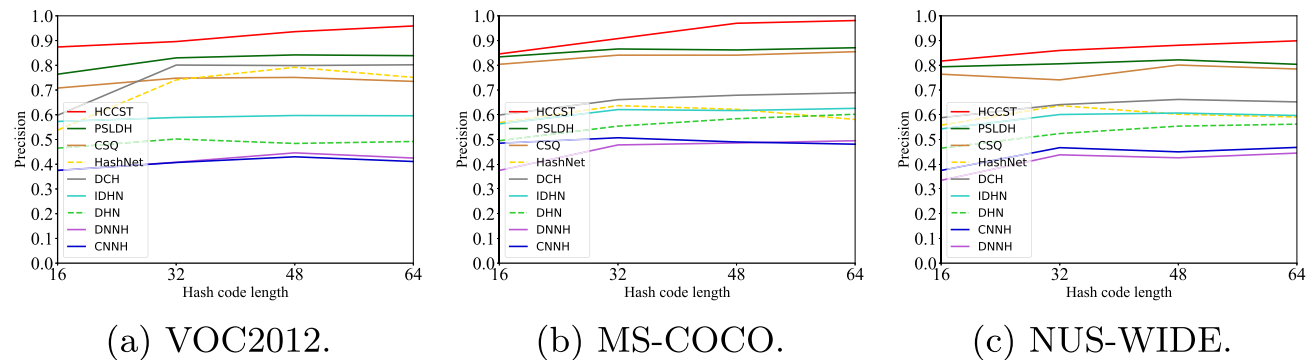 1.0
0.9
0.8
0.7
0.6
0.5
0.4
0.3
0.2
0.1
0.0
Precision
HCCST
PSLDH
CSQ
HashNet
DCH
IDHN
DHN
DNNH
CNNH
16 32 48 64
Hash code length
(a) VOC2012.
1.0
0.9
0.8
0.7
0.6
0.5
0.4
0.3
0.2
0.1
0.0
Precision
HCCST
PSLDH
CSQ
HashNet
DCH
IDHN
DHN
DNNH
CNNH
16 32 48 64
Hash code length
(b) MS-COCO.
1.0
0.9
0.8
0.7
0.6
0.5
0.4
0.3
0.2
0.1
0.0
Precision
HCCST
PSLDH
CSQ
HashNet
DCH
IDHN
DHN
CNNH
DNNH
16 32 48 64
Hash code length
(c) NUS-WIDE.